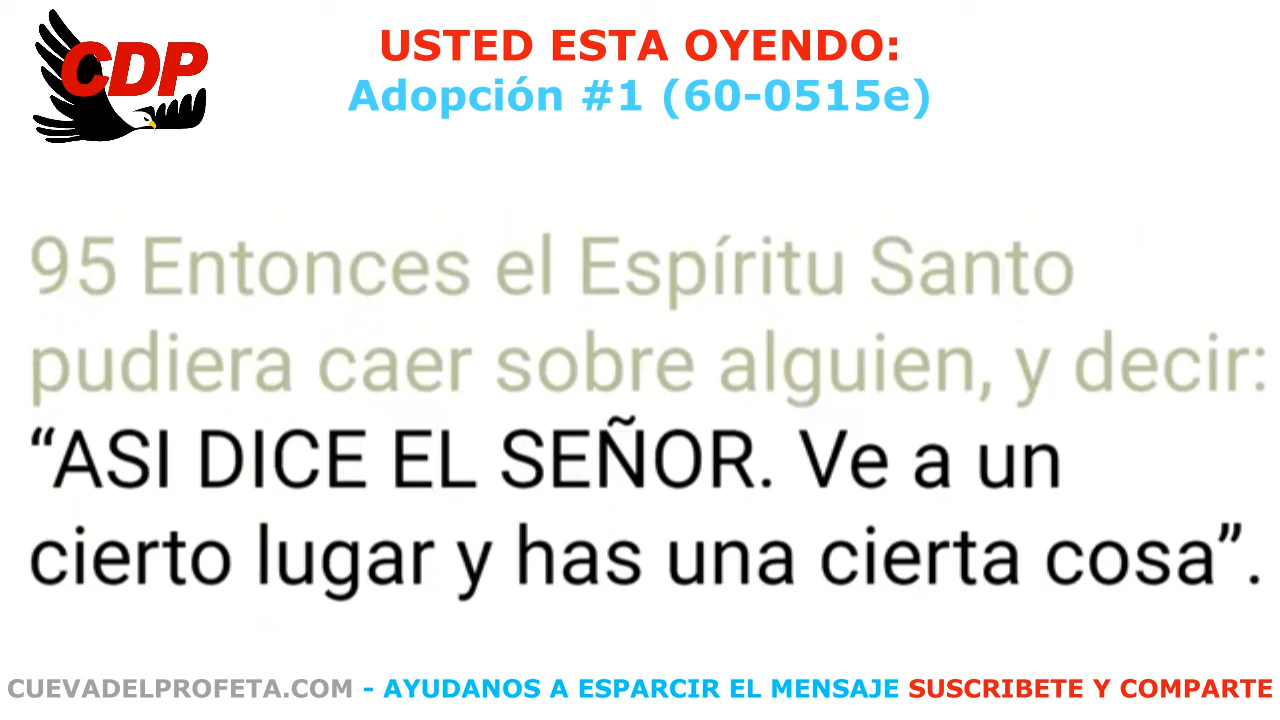 CDP
USTED ESTA OYENDO:
Adopción #1 (60-0515e)
95 Entonces el Espíritu Santo
pudiera caer sobre alguien, y decir:
“ASI DICE EL SEÑOR. Ve a un
cierto lugar y has una cierta cosa”.
CUEVADELPROFETA.COM - AYUDANOS A ESPARCIR EL MENSAJE SUSCRIBETE Y COMPARTE